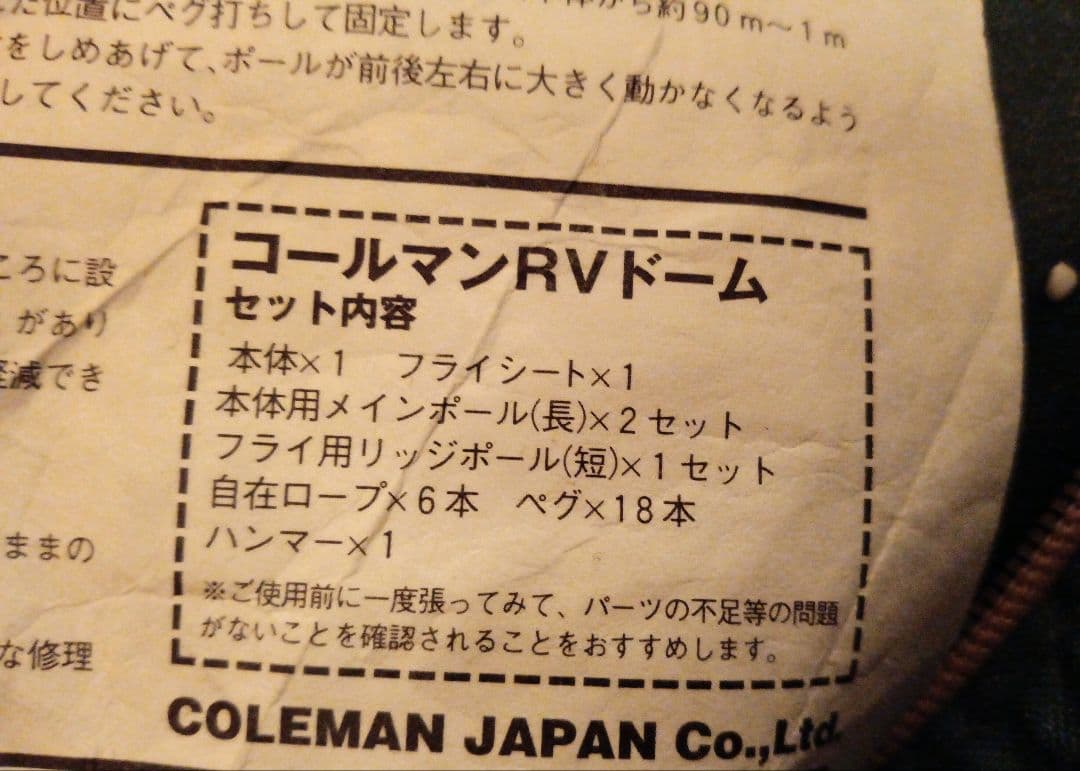 た位置にペグ打ちして固定します。
から約90m～1m
をしめあげて、ポールが前後左右に大きく動かなくなるよう
してください。
ころに設
があり
軽減でき
ままの
な修理
コールマンRVドーム
セット内容
本体×1 フライシート×1
本体用メインポール(長)×2セット
フライ用リッジポール(短)×1セット
自在ロープ×6本 ペグ×18本
ハンマー×1
※ご使用前に一度張ってみて、パーツの不足等の問題
がないことを確認されることをおすすめします。
COLEMAN JAPAN Co.,Ltd.